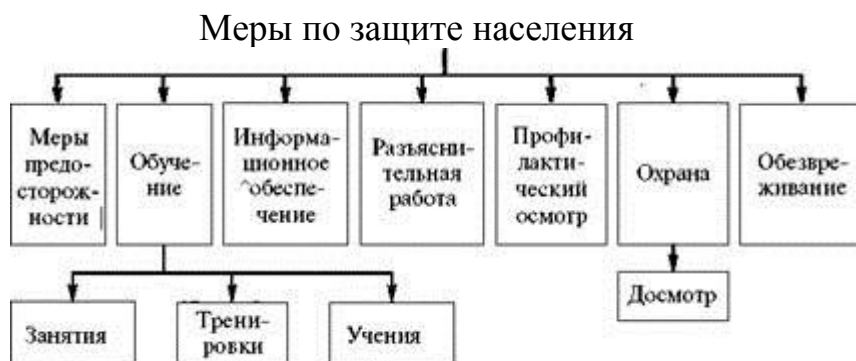 Меры по защите населения
Меры
предо-
сторож-
ности
Обуче-
ние
Информа-
ционное
обеспе-
чение
Разъясни-
тельная
работа
Профи-
лакти-
ческий
осмотр
Охрана
Обезвре-
живание
Занятия
Трени-
ровки
Учения
Досмотр